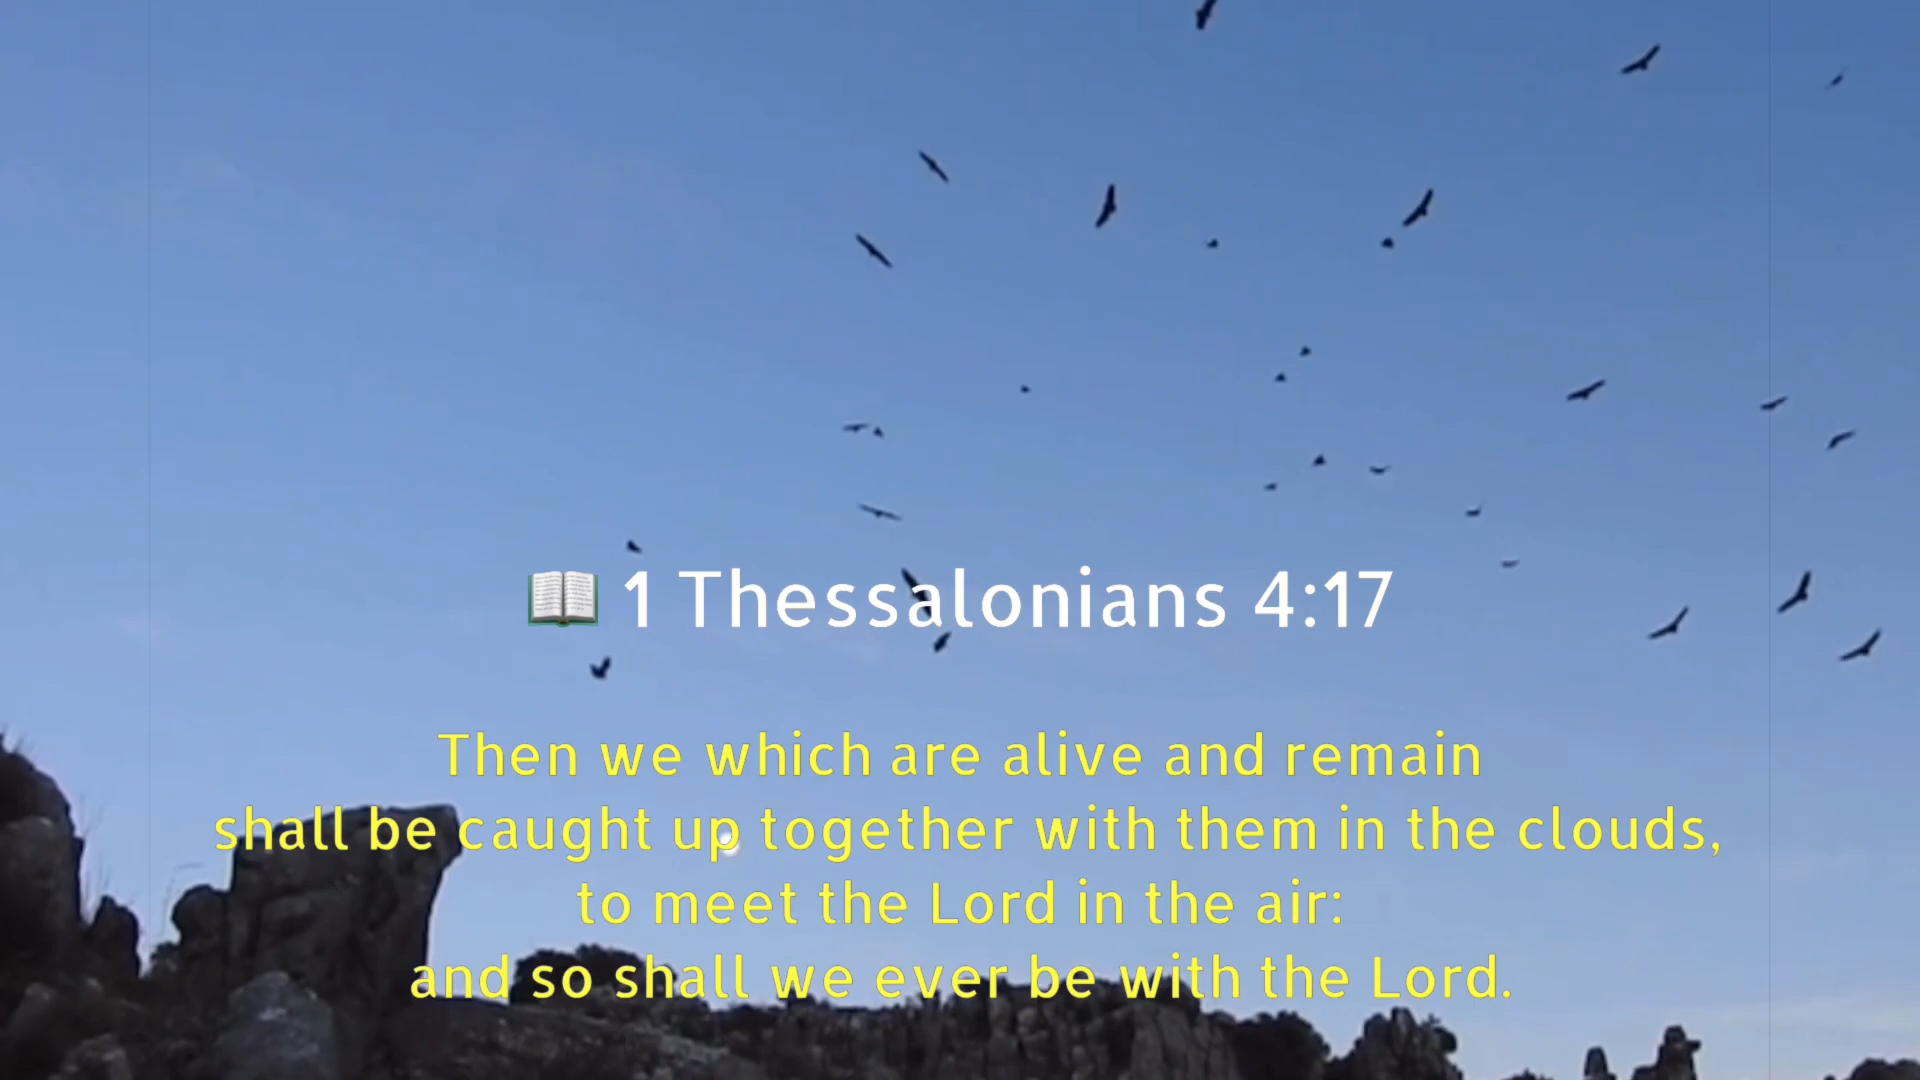 📖 1 Thessalonians 4:17
Then we which are alive and remain
shall be caught up together with them in the clouds,
to meet the Lord in the air:
and so shall we ever be with the Lord.